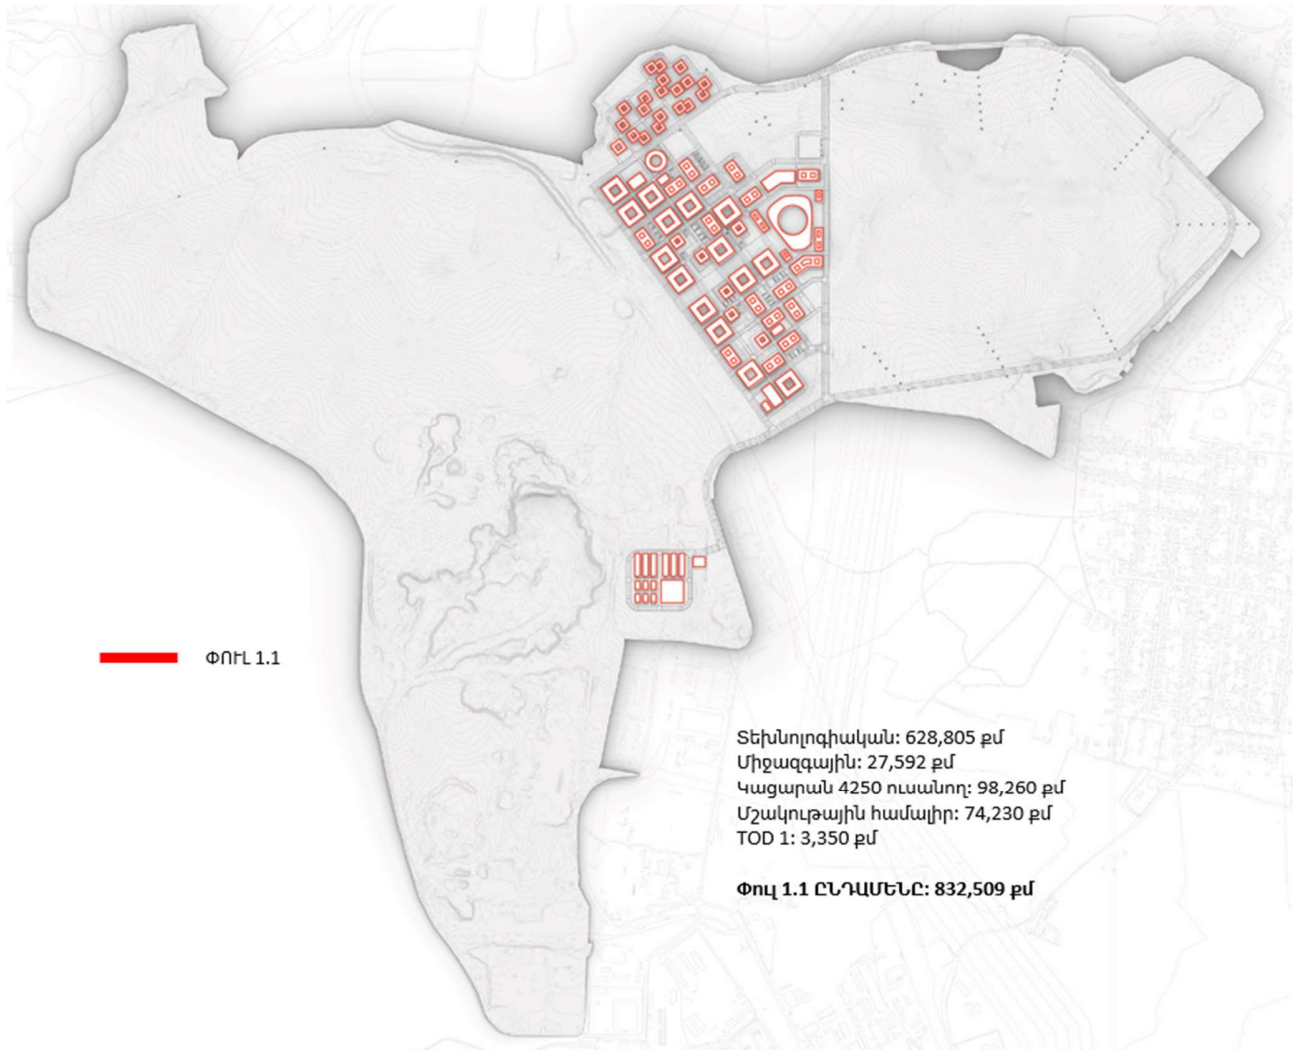 ՓՈՒԼ 1.1
Տեխնոլոգիական: 628,805 քմ
Միջազգային: 27,592 քմ
Կացարան 4250 ուսանող: 98,260 քմ
Մշակութային համալիր: 74,230 քմ
TOD 1: 3,350 քմ
Փուլ 1.1 ԸՆԴԱՄԵՆԸ: 832,509 քմ